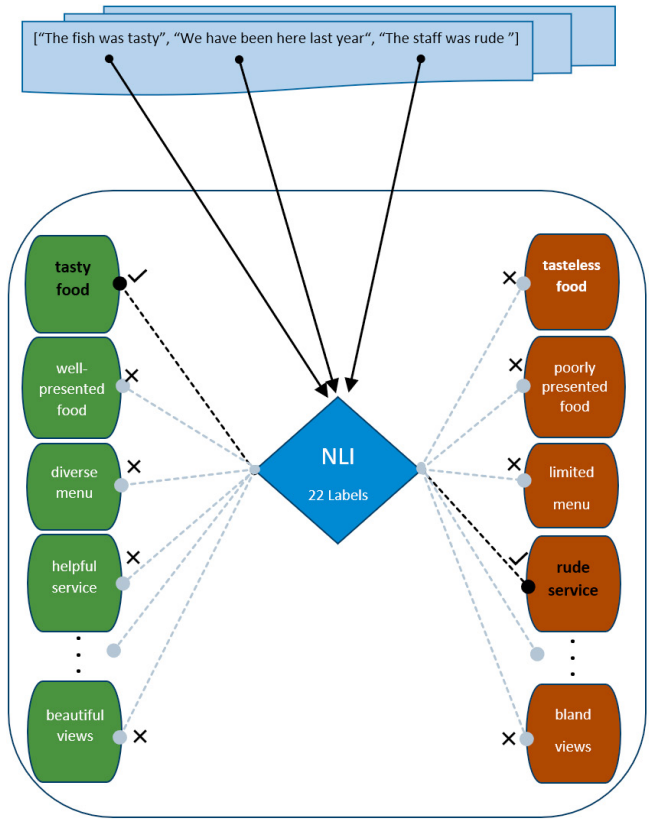 ["The fish was tasty", "We have been here last year", "The staff was rude "]
tasty
food
well-
presented
food
diverse
menu
helpful
service
beautiful
views
NLI
22 Labels
tasteless
food
poorly
presented
food
limited
menu
rude
service
bland
views